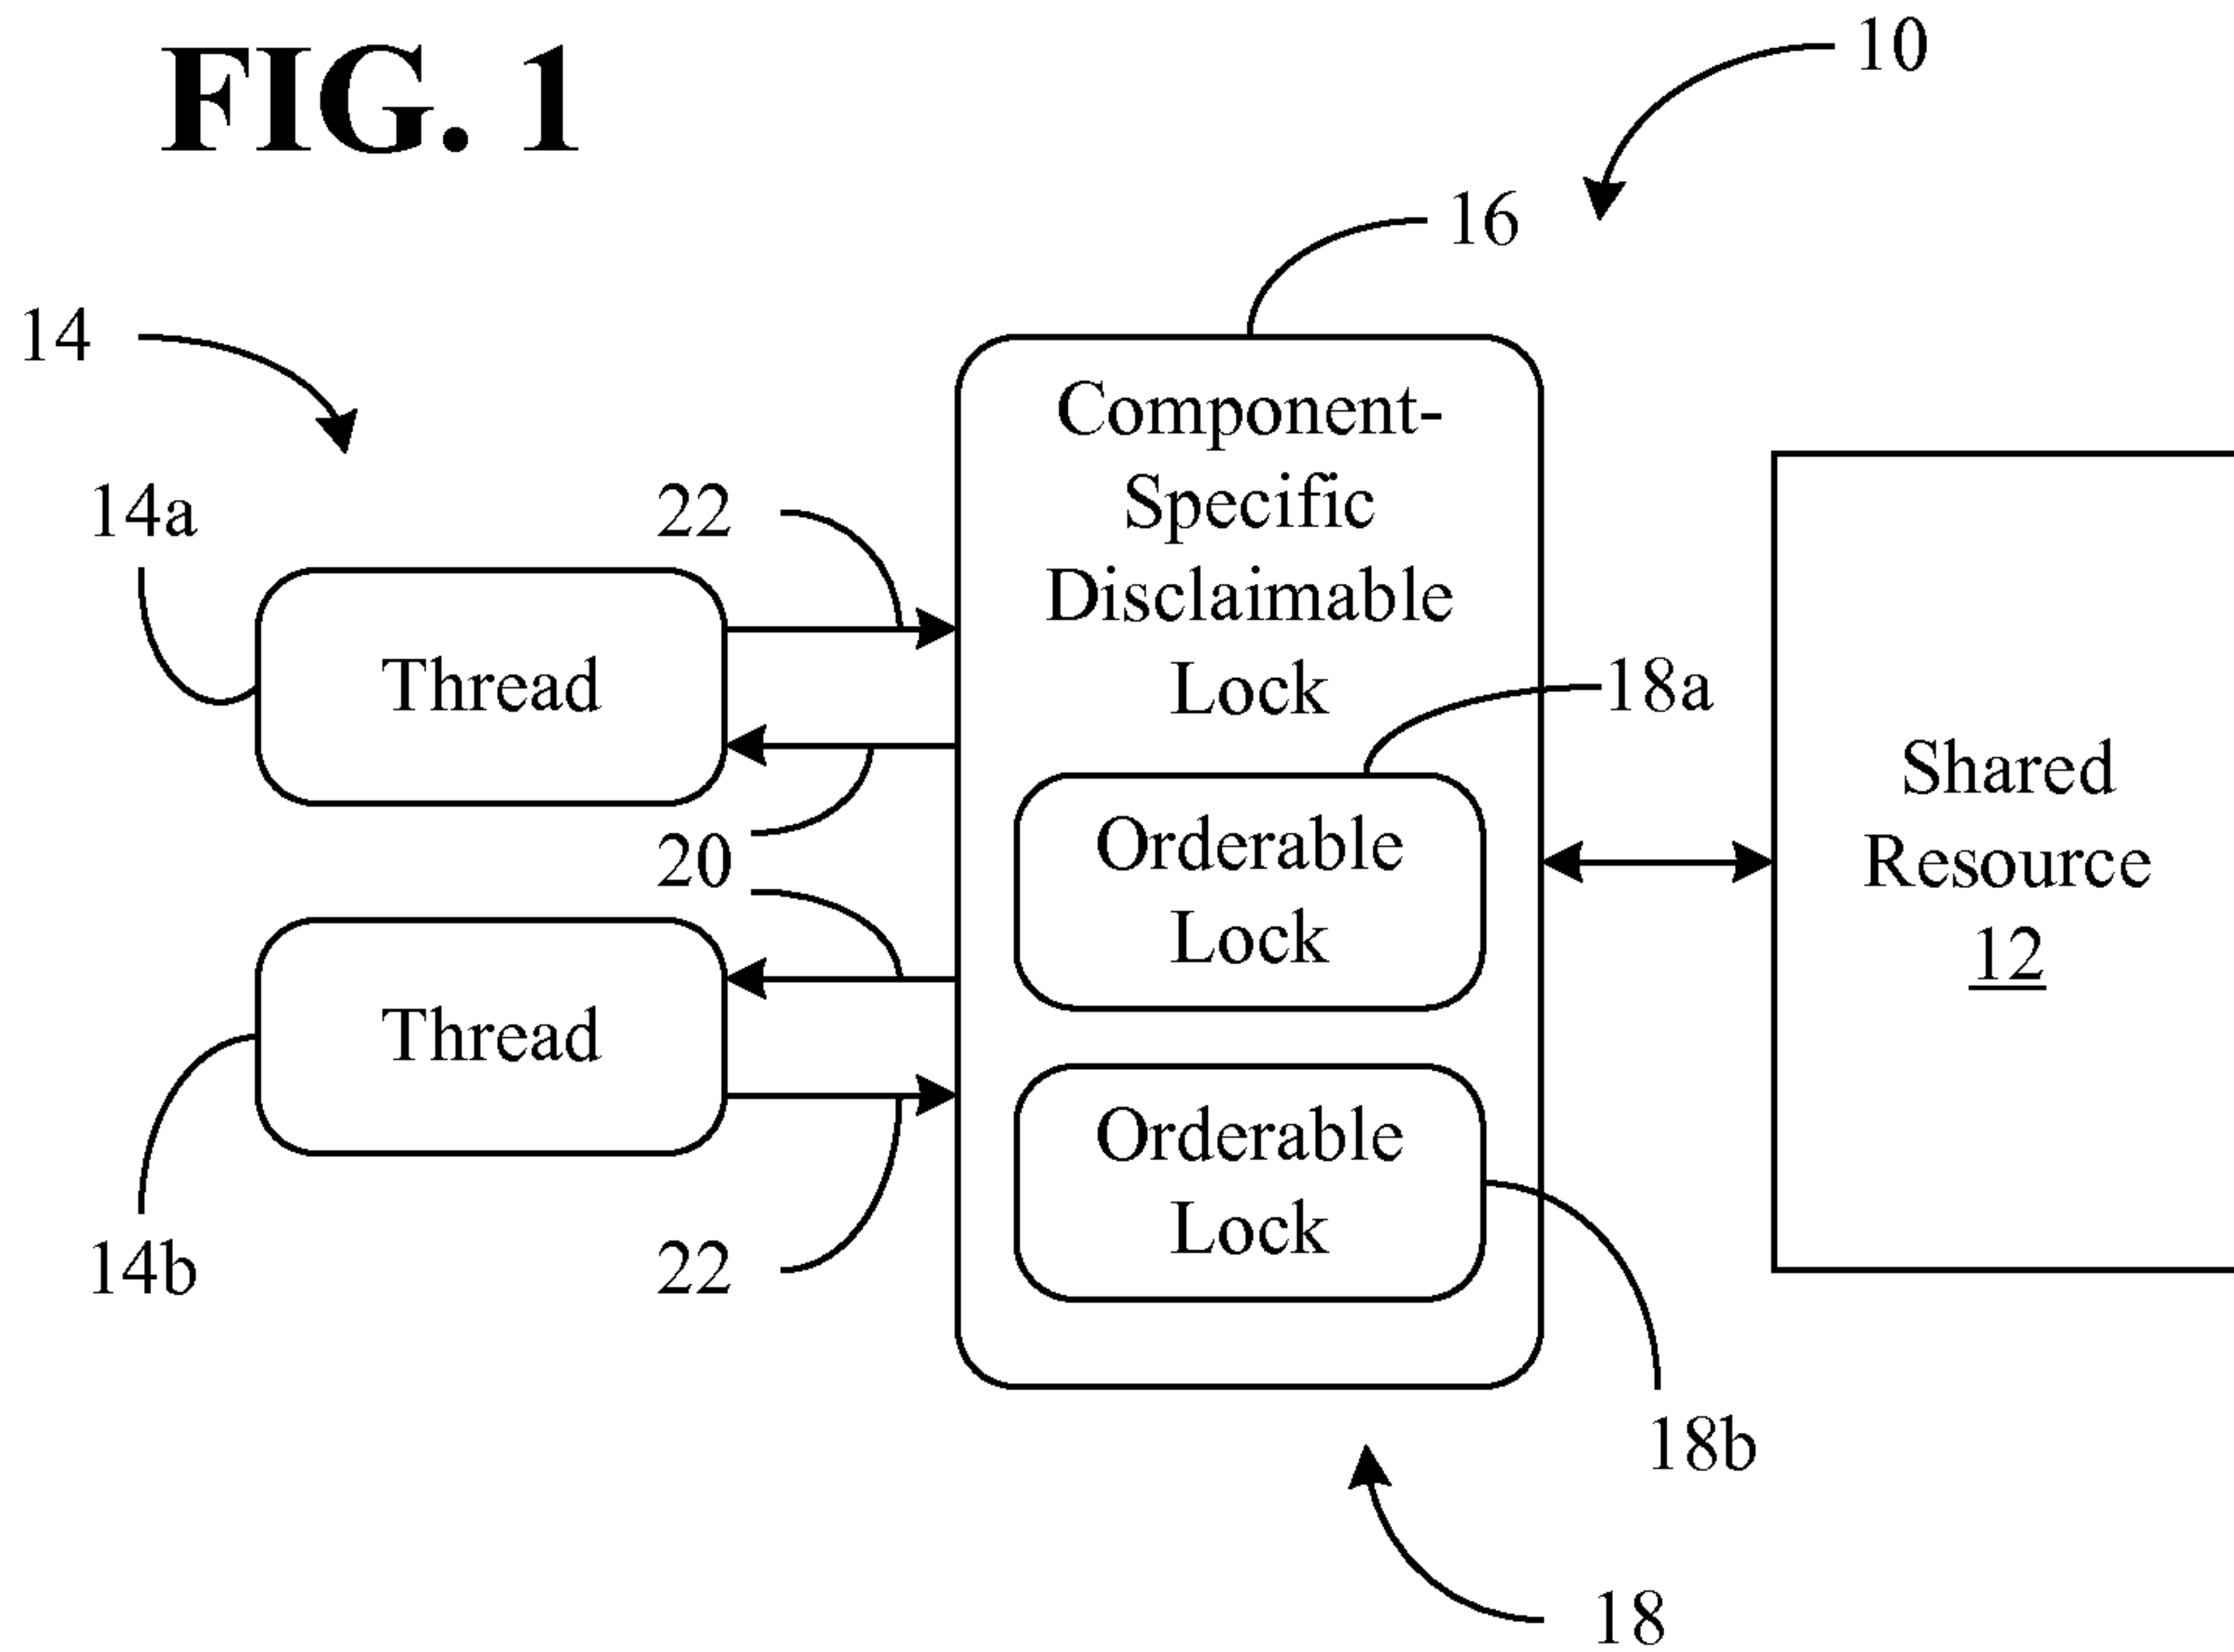 FIG. 1
10
16
14
14a
22
Component-
Specific
Disclaimable
Lock
Thread
18a
20
Orderable
Lock
Shared
Resource
12
Thread
Orderable
Lock
14b
22
18b
18